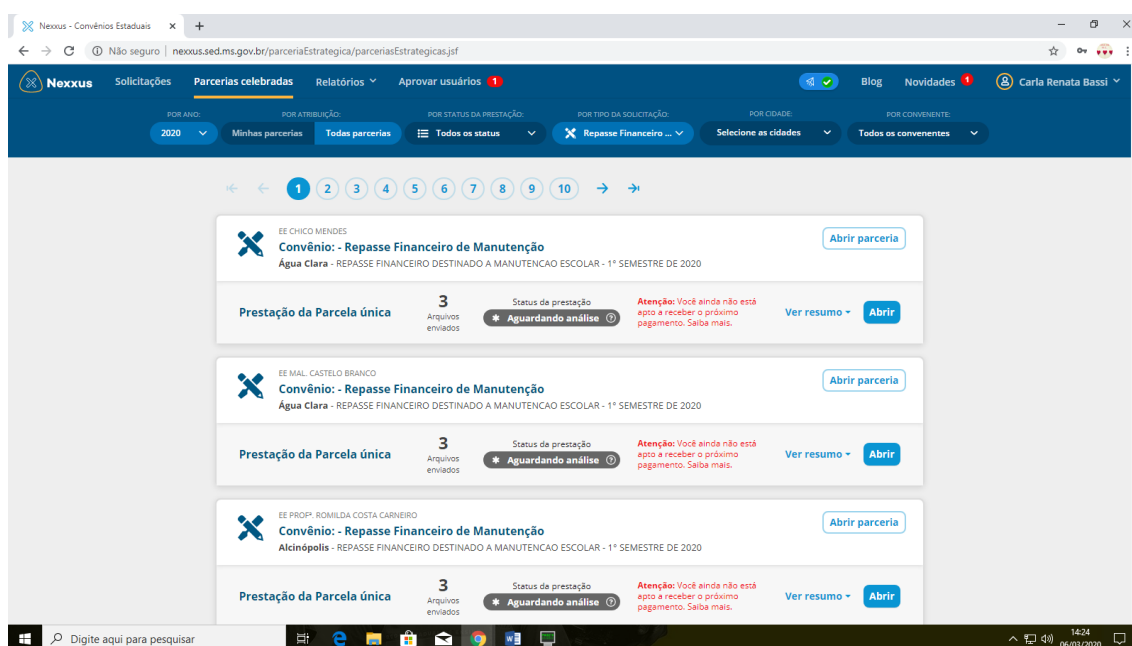 Nexxus - Convênios Estaduais
Não seguro | nexxus.sed.ms.gov.br/parceriaEstrategica/parceriasEstrategicas.jsf
Nexxus Solicitações Parcerias celebradas Relatórios Aprovar usuários 1 Blog Novidades 1 Carla Renata Bassi
POR ANO: POR ATRIBUIÇÃO: POR STATUS DA PRESTAÇÃO: POR TIPO DA SOLICITAÇÃO: POR CIDADE: POR CONVENENTE:
2020 Minhas parcerias Todas parcerias Todos os status Repasse Financeiro ... Selecione as cidades Todos os convenentes
1 2 3 4 5 6 7 8 9 10
EE CHICO MENDES
Convênio: - Repasse Financeiro de Manutenção
Abrir parceria
Água Clara - REPASSE FINANCEIRO DESTINADO A MANUTENCAO ESCOLAR - 1º SEMESTRE DE 2020
Prestação da Parcela única
3
Arquivos
enviados
Status da prestação
Aguardando análise ?
Atenção: Você ainda não está
apto a receber o próximo
pagamento. Saiba mais.
Ver resumo
Abrir
EE MAL. CASTELO BRANCO
Convênio: - Repasse Financeiro de Manutenção
Abrir parceria
Água Clara - REPASSE FINANCEIRO DESTINADO A MANUTENCAO ESCOLAR - 1º SEMESTRE DE 2020
Prestação da Parcela única
3
Arquivos
enviados
Status da prestação
Aguardando análise ?
Atenção: Você ainda não está
apto a receber o próximo
pagamento. Saiba mais.
Ver resumo
Abrir
EE PROFª. ROMILDA COSTA CARNEIRO
Convênio: - Repasse Financeiro de Manutenção
Abrir parceria
Alcinópolis - REPASSE FINANCEIRO DESTINADO A MANUTENCAO ESCOLAR - 1º SEMESTRE DE 2020
Prestação da Parcela única
3
Arquivos
enviados
Status da prestação
Aguardando análise ?
Atenção: Você ainda não está
apto a receber o próximo
pagamento. Saiba mais.
Ver resumo
Abrir
Digite aqui para pesquisar
14:24
06/03/2020